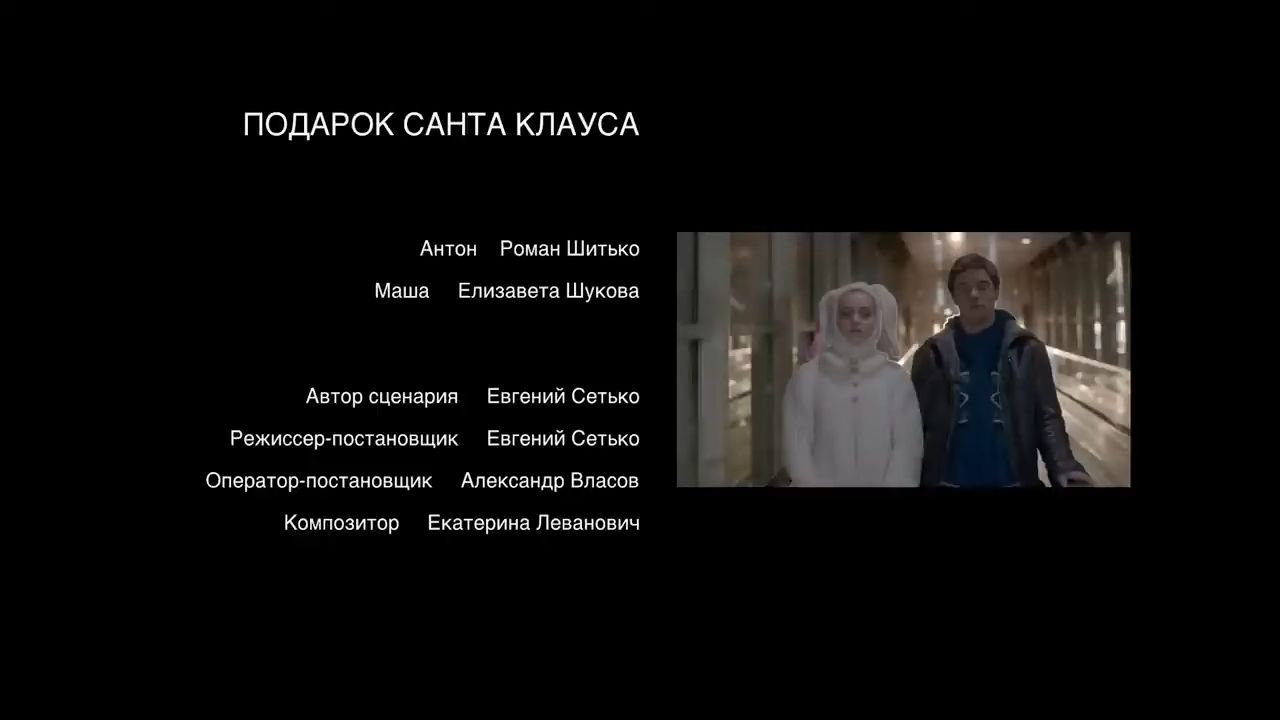 ПОДАРОК САНТА КЛАУСА
Антон Роман Шитько
Маша Елизавета Шукова
Автор сценария Евгений Сетько
Режиссер-постановщик Евгений Сетько
Оператор-постановщик Александр Власов
Композитор Екатерина Леванович